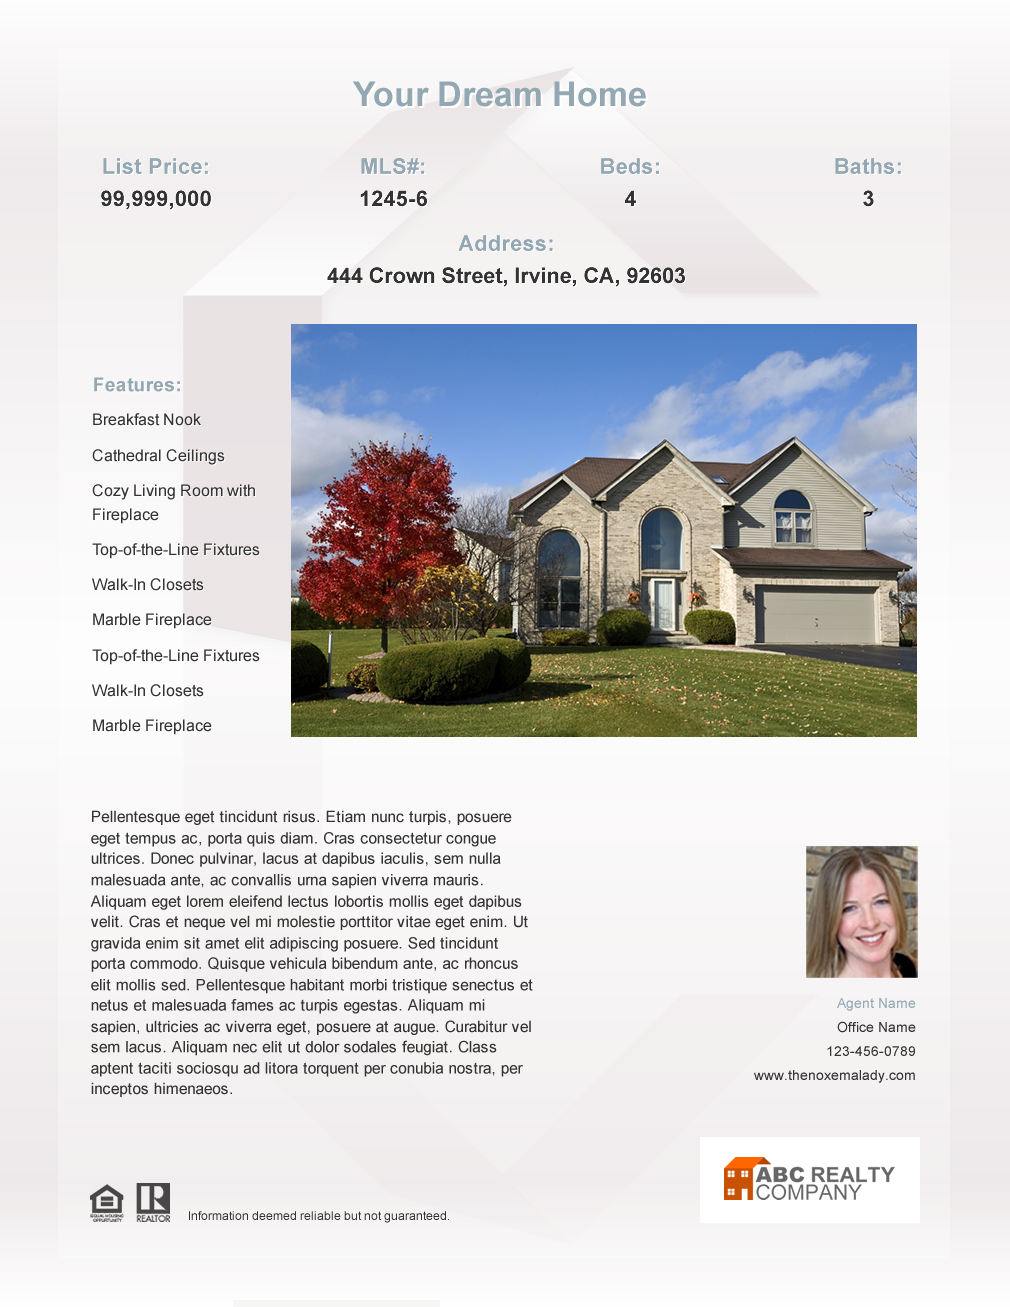 Your Dream Home
List Price:
99,999,000
MLS#:
1245-6
Beds:
4
Baths:
3
Address:
444 Crown Street, Irvine, CA, 92603
Features:
Breakfast Nook
Cathedral Ceilings
Cozy Living Room with
Fireplace
Top-of-the-Line Fixtures
Walk-In Closets
Marble Fireplace
Top-of-the-Line Fixtures
Walk-In Closets
Marble Fireplace
Pellentesque eget tincidunt risus. Etiam nunc turpis, posuere
eget tempus ac, porta quis diam. Cras consectetur congue
ultrices. Donec pulvinar, lacus at dapibus iaculis, sem nulla
malesuada ante, ac convallis urna sapien viverra mauris.
Aliquam eget lorem eleifend lectus lobortis mollis eget dapibus
velit. Cras et neque vel mi molestie porttitor vitae eget enim. Ut
gravida enim sit amet elit adipiscing posuere. Sed tincidunt
porta commodo. Quisque vehicula bibendum ante, ac rhoncus
elit mollis sed. Pellentesque habitant morbi tristique senectus et
netus et malesuada fames ac turpis egestas. Aliquam mi
sapien, ultricies ac viverra eget, posuere at augue. Curabitur vel
sem lacus. Aliquam nec elit ut dolor sodales feugiat. Class
aptent taciti sociosqu ad litora torquent per conubia nostra, per
inceptos himenaeos.
Agent Name
Office Name
123-456-0789
www.thenoxemalady.com
ABC REALTY
COMPANY
EQUAL HOUSING
OPPORTUNITY
REALTOR
Information deemed reliable but not guaranteed.